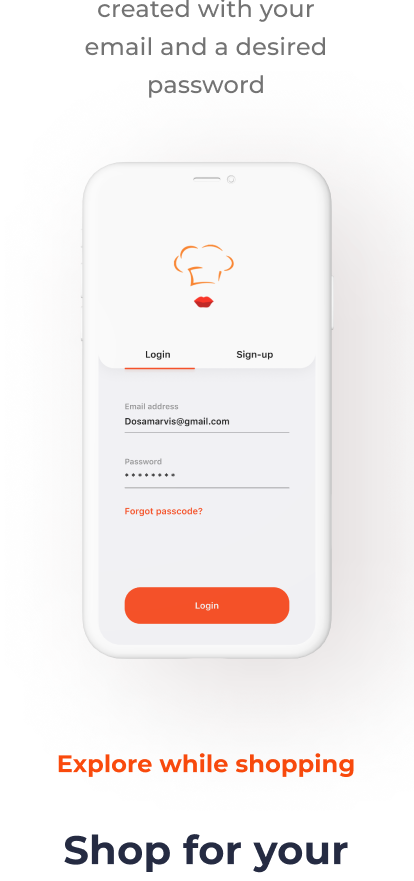 created with your
email and a desired
password
Login Sign-up
Email address
Dosamarvis@gmail.com
Password
********
Forgot passcode?
Login
Explore while shopping
Shop for your